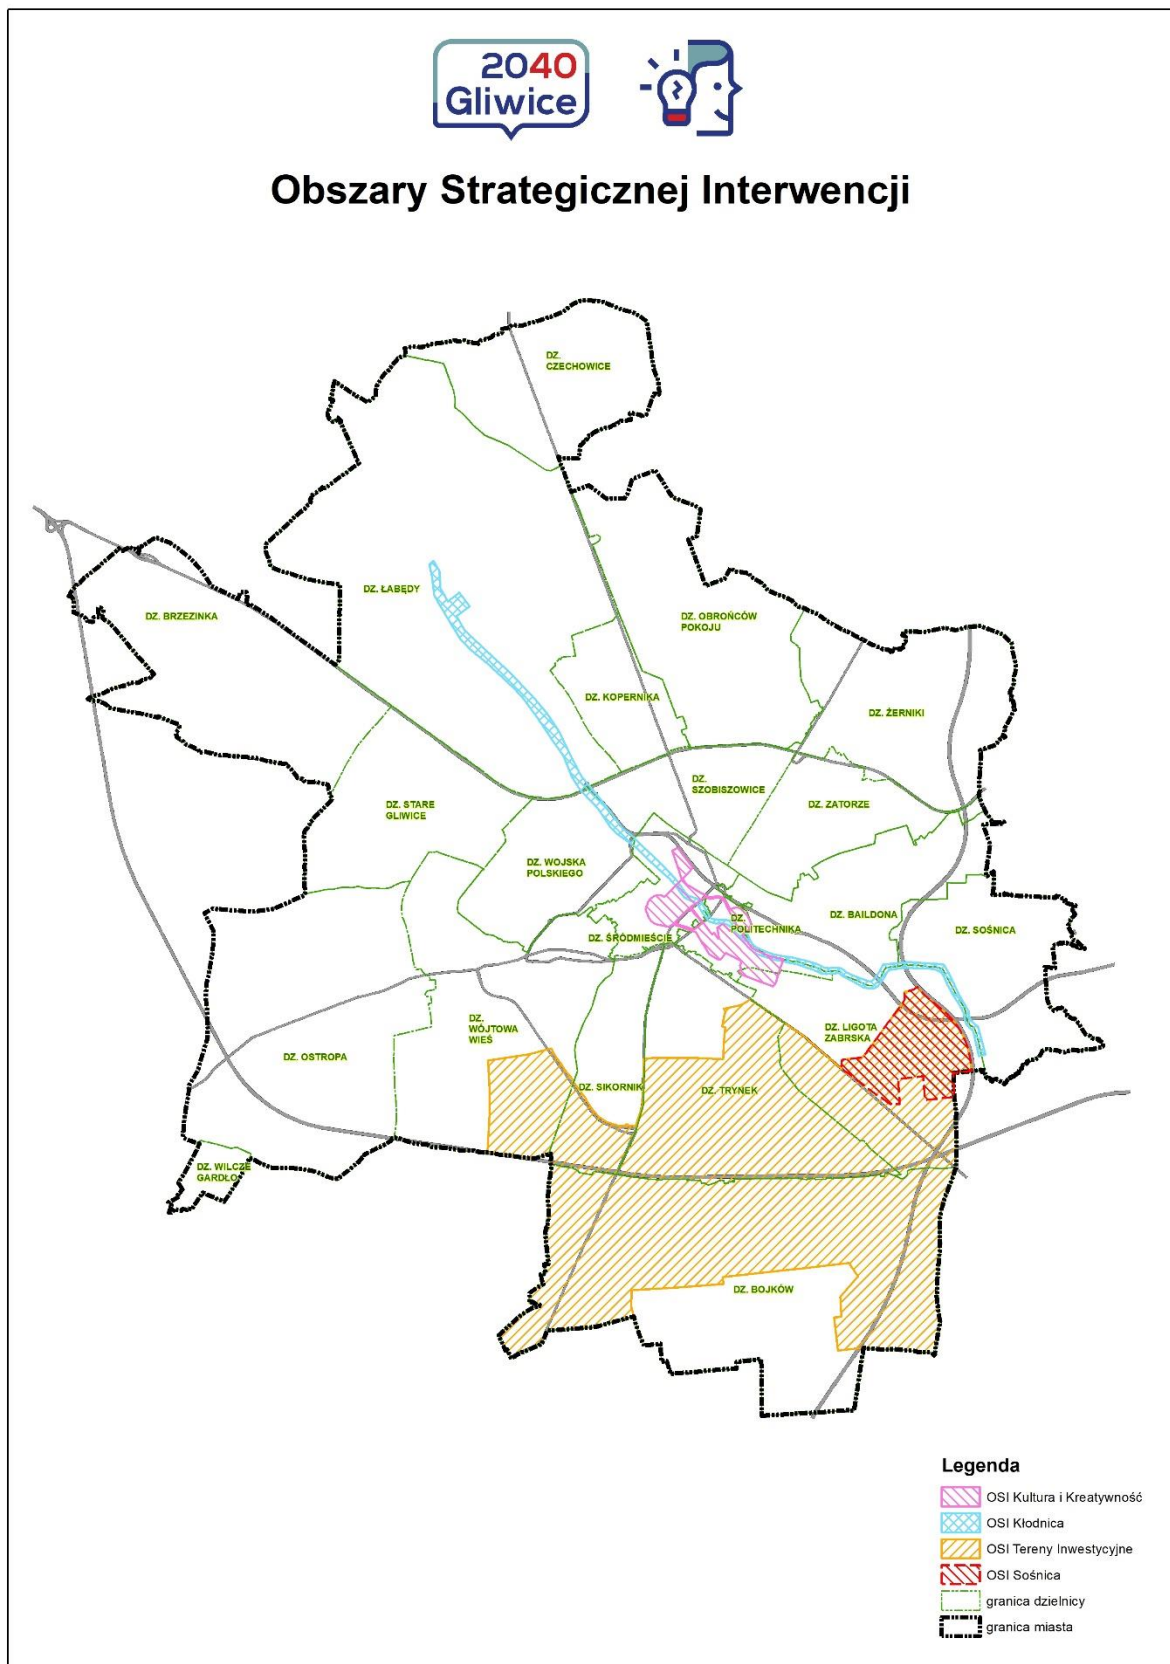 2040
Gliwice
Obszary Strategicznej Interwencji
DZ.
CZECHOWICE
DZ. ŁABĘDY
DZ. BRZEZINKA
DZ. OBROŃCÓW
POKOJU
DZ. KOPERNIKA
DZ. ŻERNIKI
DZ.
SZOBISZOWICE
DZ. ZATORZE
DZ. STARE
GLIWICE
DZ. WOJSKA
POLSKIEGO
DZ.
POLITECHNIKA
DZ. BAILDONA
DZ. SOŚNICA
DZ. ŚRÓDMIEŚCIE
DZ.
WÓJTOWA
WIEŚ
DZ. LIGOTA
ZABRSKA
DZ. OSTROPA
DZ. SIKORNIK
DZ. TRYNEK
DZ. WILCZE
GARDŁO
DZ. BOJKÓW
Legenda
OSI Kultura i Kreatywność
OSI Kłodnica
OSI Tereny Inwestycyjne
OSI Sośnica
granica dzielnicy
granica miasta